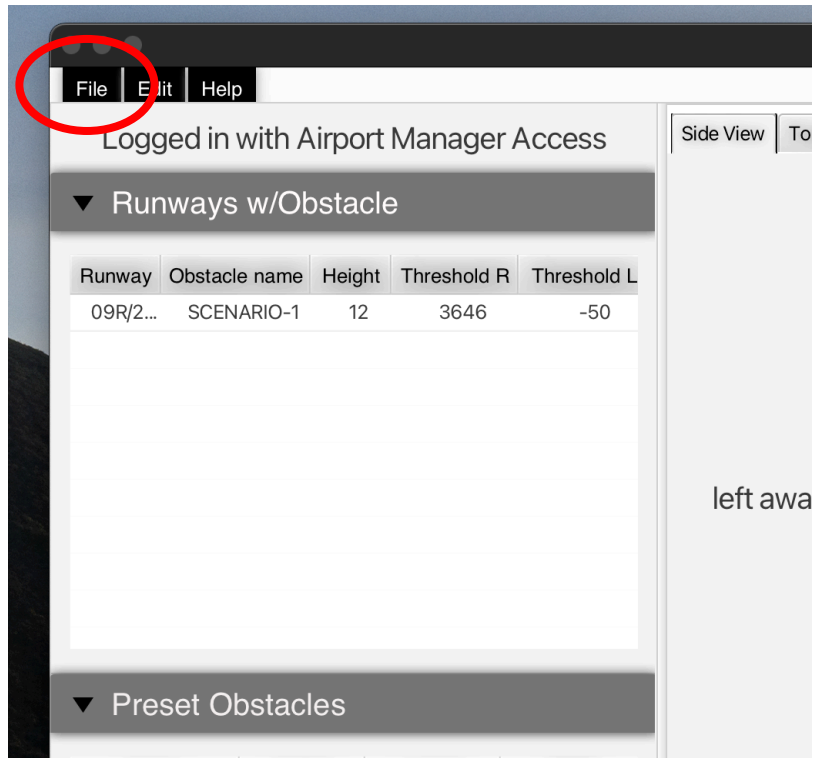 File Edit Help
Logged in with Airport Manager Access
Side View To
Runways w/Obstacle
Runway Obstacle name Height Threshold R Threshold L
09R/2... SCENARIO-1 12 3646 -50
left awa
Preset Obstacles